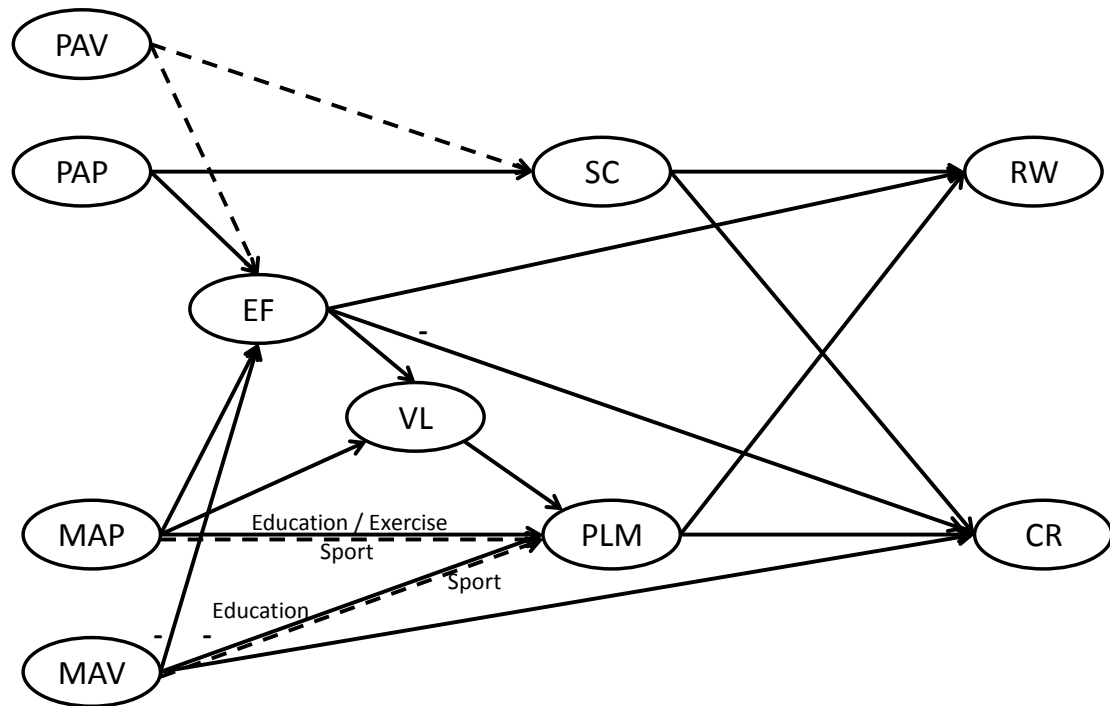 PAV
PAP
SC
RW
EF
-
VL
MAP
Education / Exercise
Sport
PLM
CR
Sport
Education
- -
MAV